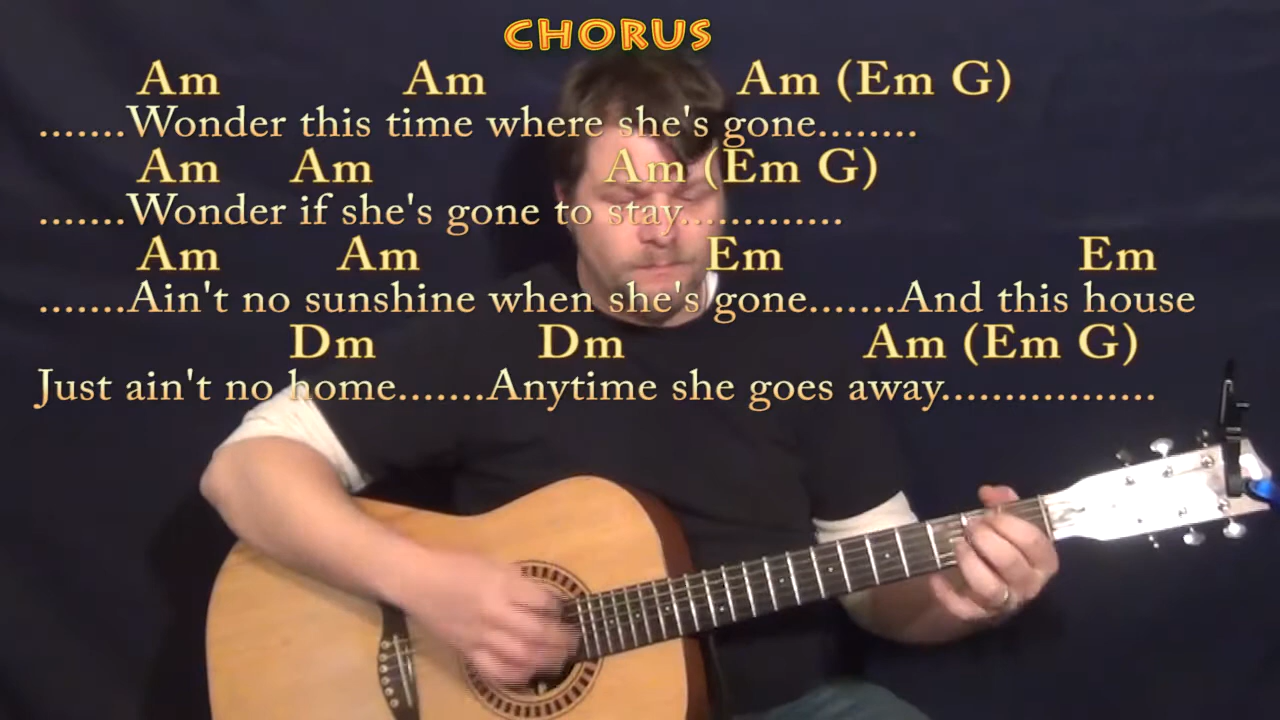 CHORUS
Am Am Am (Em G)
.......Wonder this time where she's gone........
Am Am Am (Em G)
.......Wonder if she's gone to stay.............
Am Am Em Em
.......Ain't no sunshine when she's gone.......And this house
Dm Dm Am (Em G)
Just ain't no home.......Anytime she goes away.................